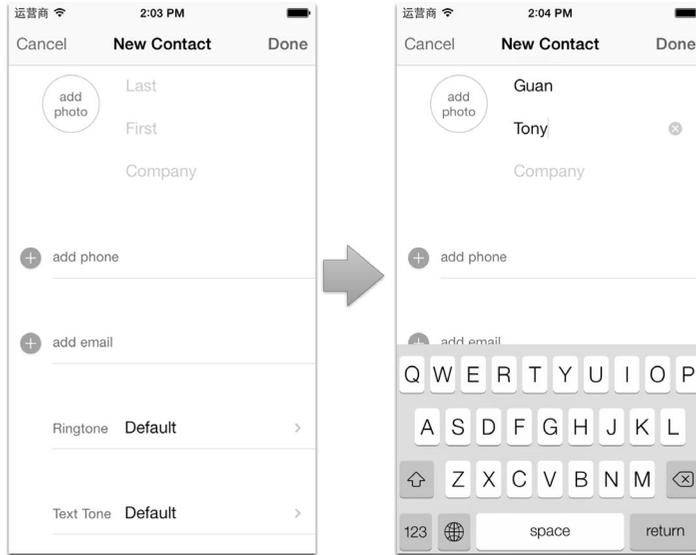 运营商 2:03 PM
Cancel New Contact Done
add photo
Last
First
Company
add phone
add email
Ringtone Default
Text Tone Default
运营商 2:04 PM
Cancel New Contact Done
add photo
Guan
Tony
Company
add phone
add email
Q W E R T Y U I O P
A S D F G H J K L
Z X C V B N M
123 space return